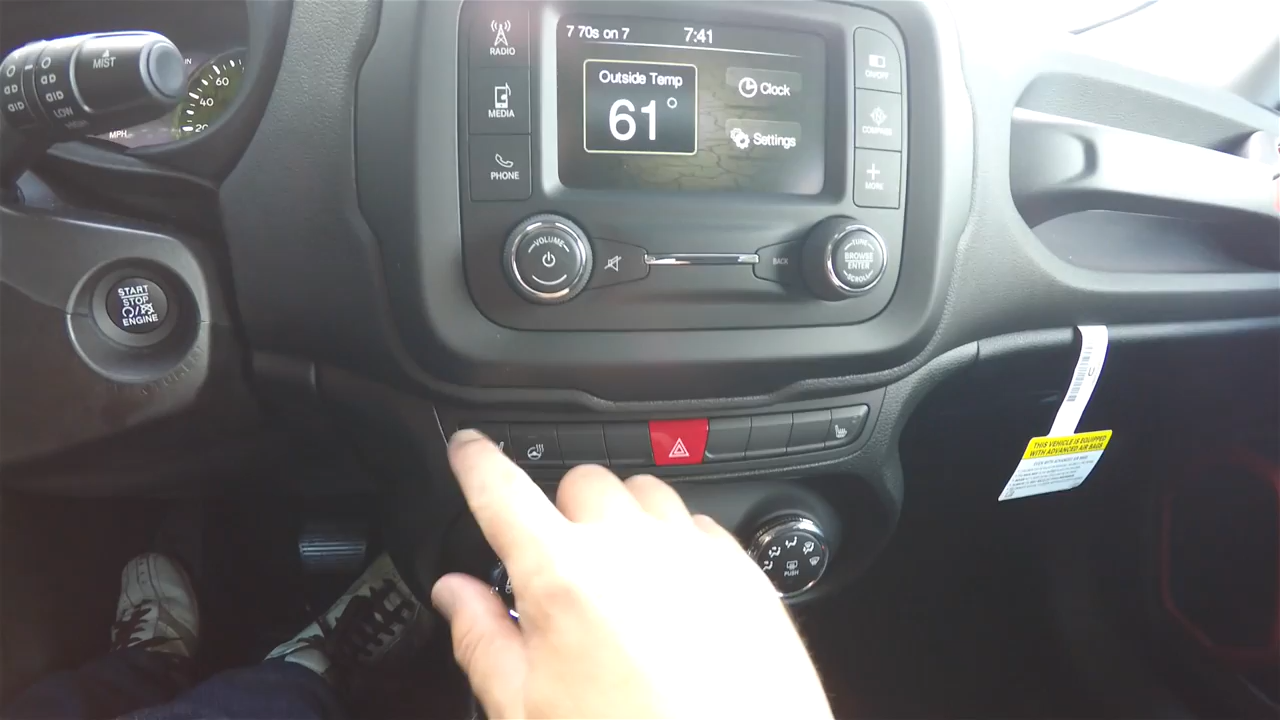 MIST
LOW
HIGH
60
40
20
MPH
RADIO
MEDIA
PHONE
7 70s on 7
7:41
Outside Temp
61°
Clock
Settings
ON/OFF
COMPASS
MORE
VOLUME
BACK
TUNE
BROWSE
ENTER
SCROLL
START
STOP
ENGINE
PUSH
THIS VEHICLE IS EQUIPPED
WITH ADVANCED AIR BAGS